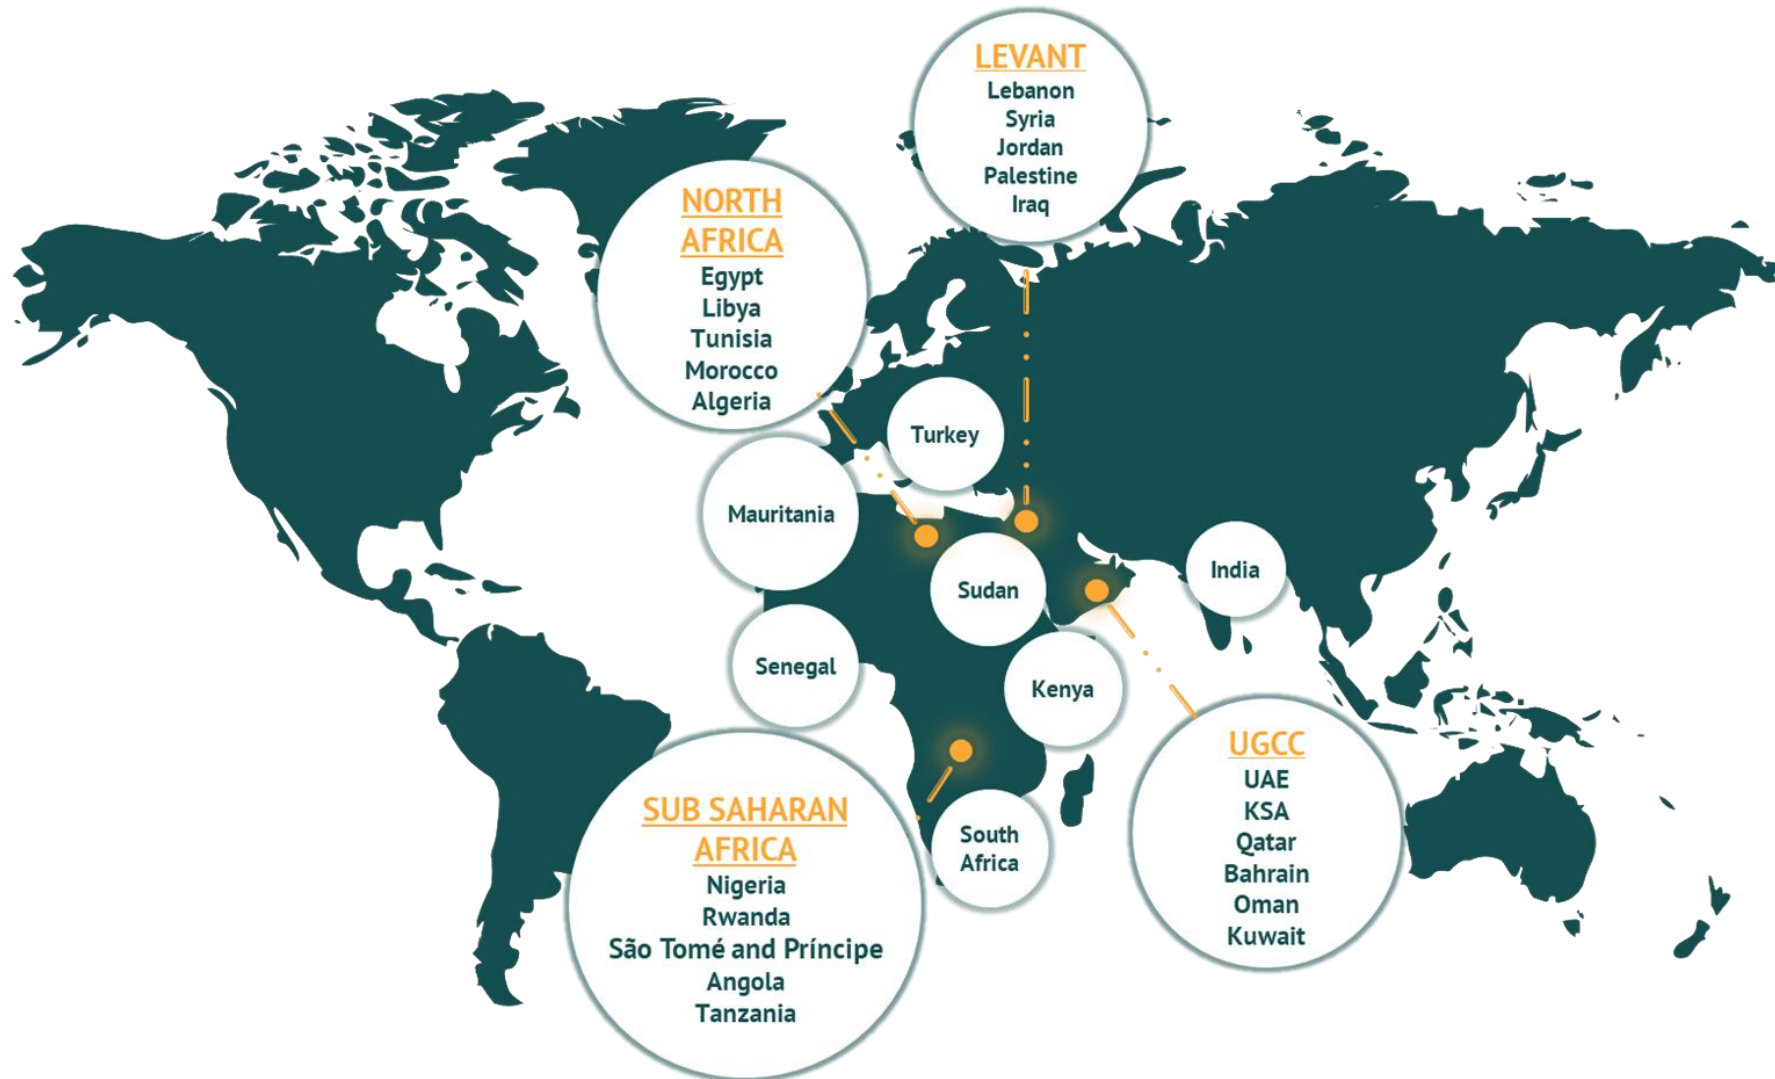 LEVANT
Lebanon
Syria
Jordan
Palestine
Iraq
NORTH
AFRICA
Egypt
Libya
Tunisia
Morocco
Algeria
Turkey
Mauritania
Sudan
India
Senegal
Kenya
SUB SAHARAN
AFRICA
Nigeria
Rwanda
São Tomé and Príncipe
Angola
Tanzania
South
Africa
UGCC
UAE
KSA
Qatar
Bahrain
Oman
Kuwait